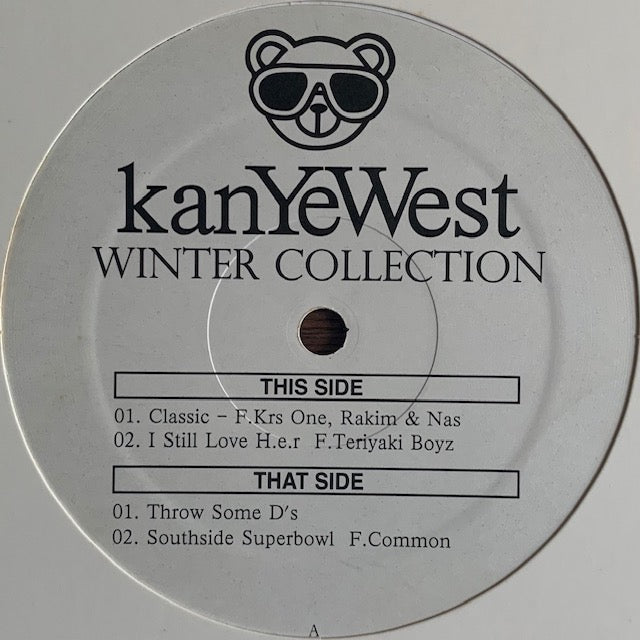 kanYeWest
WINTER COLLECTION
THIS SIDE
01. Classic - F.Krs One, Rakim & Nas
02. I Still Love H.e.r F.Teriyaki Boyz
THAT SIDE
01. Throw Some D's
02. Southside Superbowl F.Common
A